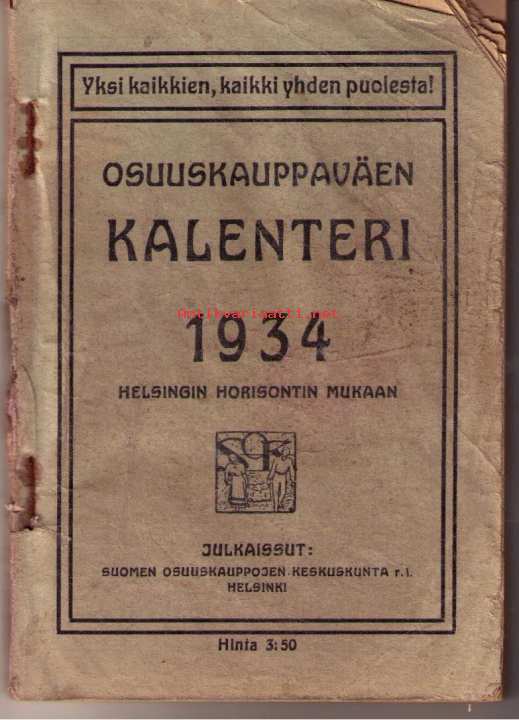 Yksi kaikkien, kaikki yhden puolesta!
OSUUSKAUPPAVÄEN
KALENTERI
Antikvariaatti.net
1934
HELSINGIN HORISONTIN MUKAAN
JULKAISSUT:
SUOMEN OSUUSKAUPPOJEN KESKUSKUNTA r.l.
HELSINKI
Hinta 3:50